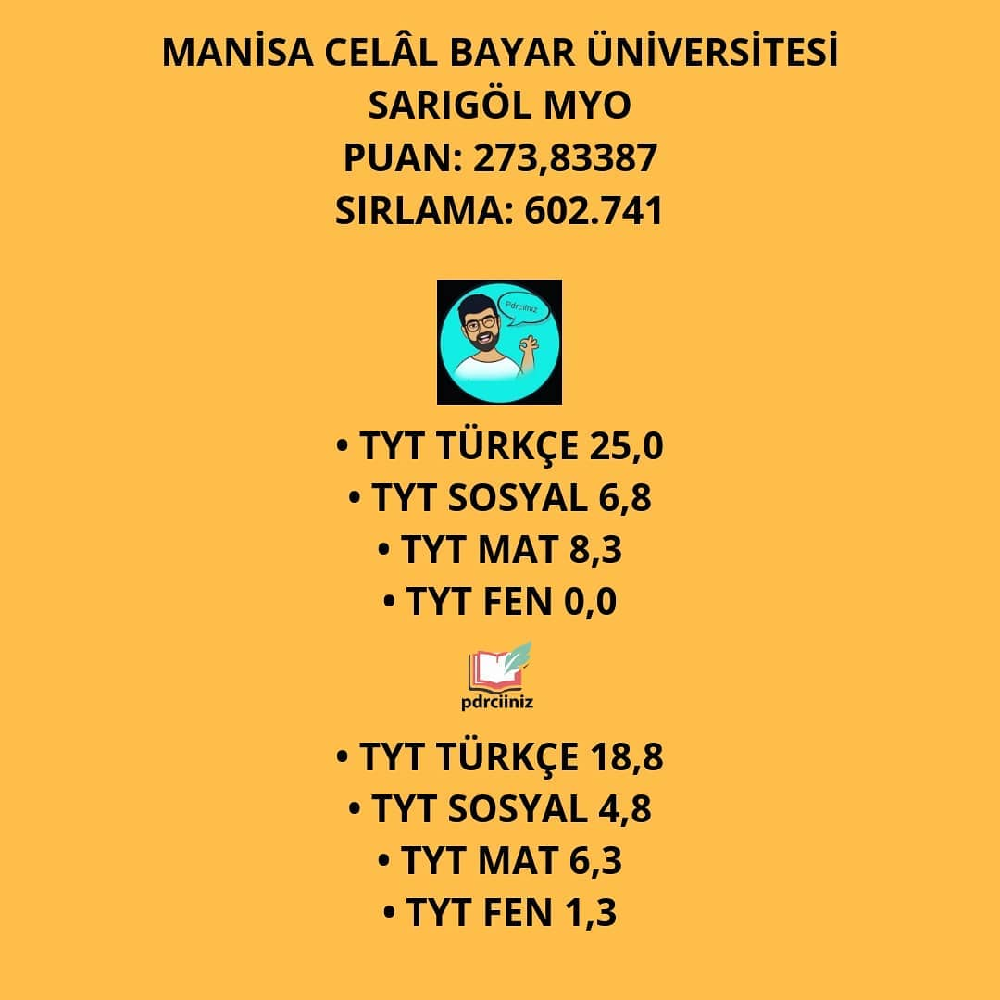 MANİSA CELÂL BAYAR ÜNİVERSİTESİ
SARIGÖL MYO
PUAN: 273,83387
SIRLAMA: 602.741
Pdrciiniz
• TYT TÜRKÇE 25,0
• TYT SOSYAL 6,8
• TYT MAT 8,3
• TYT FEN 0,0
pdrciiniz
• TYT TÜRKÇE 18,8
• TYT SOSYAL 4,8
• TYT MAT 6,3
• TYT FEN 1,3